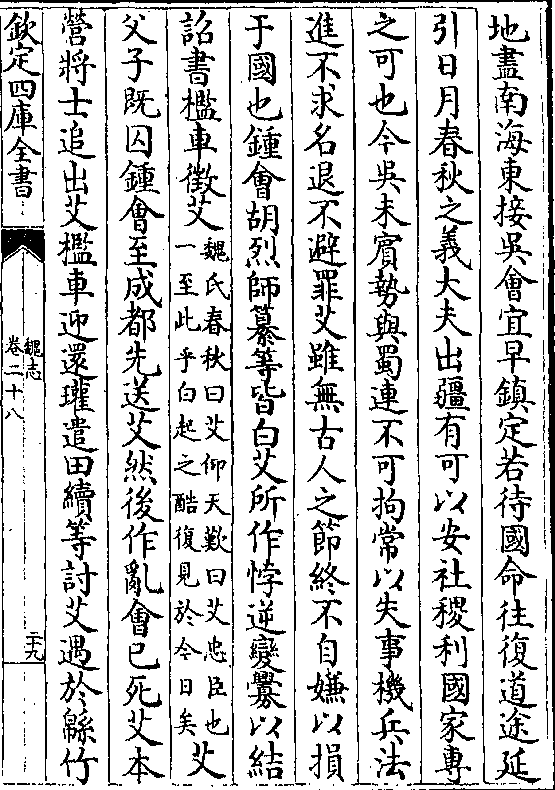 地盡南海東接吳會宜早鎮定若待國命往復道途延
引日月春秋之義大夫出疆有可以安社稷利國家專
之可也今吳未賔勢與蜀連不可拘常以失事機兵法
進不求名退不避罪艾雖無古人之節終不自嫌以損
于國也鍾會胡烈師纂等皆白艾所作悖逆變釁以結
詔書檻車徵艾
魏氏春秋曰艾仰天歎曰艾忠臣也
一至此乎白起之酷復見於今日矣
艾
父子既囚鍾會至成都先送艾然後作亂會已死艾本
營將士追出艾檻車迎還瓘遣田續等討艾遇於緜竹
欽定四庫全書
魏志
卷二十八
二十九